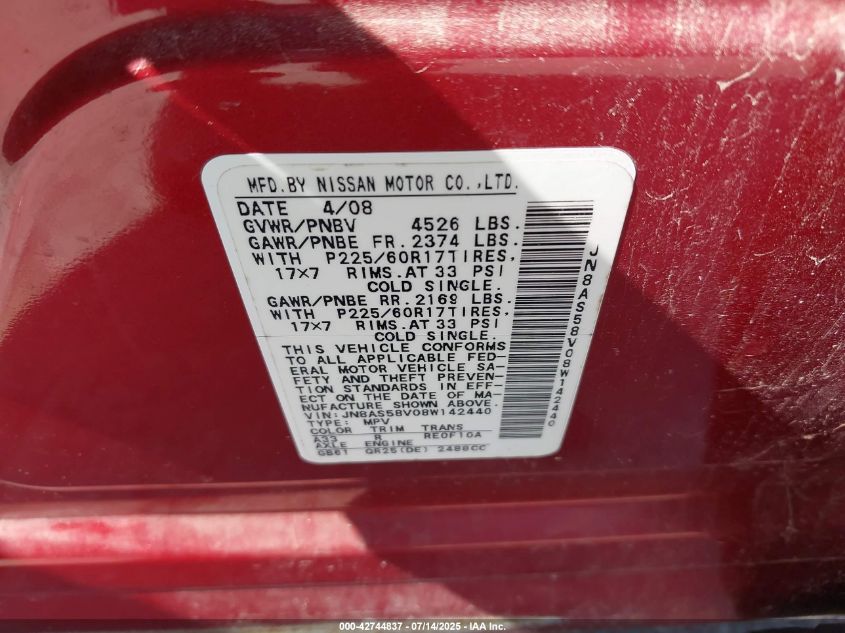 MFD.BY NISSAN MOTOR CO.,LTD.
DATE 4/08
GVWR/PNBV 4526 LBS.
GAWR/PNBE FR. 2374 LBS.
WITH P225/60R17TIRES,
17×7 RIMS.AT 33 PSI
COLD SINGLE.
GAWR/PNBE RR. 2169 LBS.
WITH P225/60R17TIRES,
17×7 RIMS.AT 33 PSI
COLD SINGLE.
THIS VEHICLE CONFORMS
TO ALL APPLICABLE FED-
ERAL MOTOR VEHICLE SA-
FETY AND THEFT PREVEN-
TION STANDARDS IN EFF-
ECT ON THE DATE OF MA-
NUFACTURE SHOWN ABOVE.
VIN:JN8AS58V08W142440
TYPE: MPV
COLOR TRIM TRANS
A33 R RE0F10A
AXLE ENGINE
GB61 QR25(DE) 2488CC
JN8AS58V08W142440
000-42744837 - 07/14/2025 - IAA Inc.